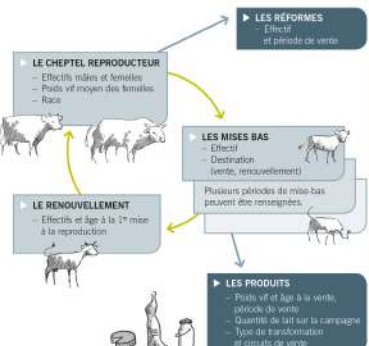 LES RÉFORMES
– Effectif
et période de vente
LE CHEPTEL REPRODUCTEUR
– Effectifs mâles et femelles
– Poids vif moyen des femelles
– Race
LES MISES BAS
– Effectif
– Destination
(vente, renouvellement)
Plusieurs périodes de mise-bas
peuvent être renseignées.
LE RENOUVELLEMENT
– Effectifs et âge à la 1re mise
à la reproduction
LES PRODUITS
– Poids vif et âge à la vente,
période de vente
– Quantité de lait sur la campagne
– Type de transformation
et circuits de vente